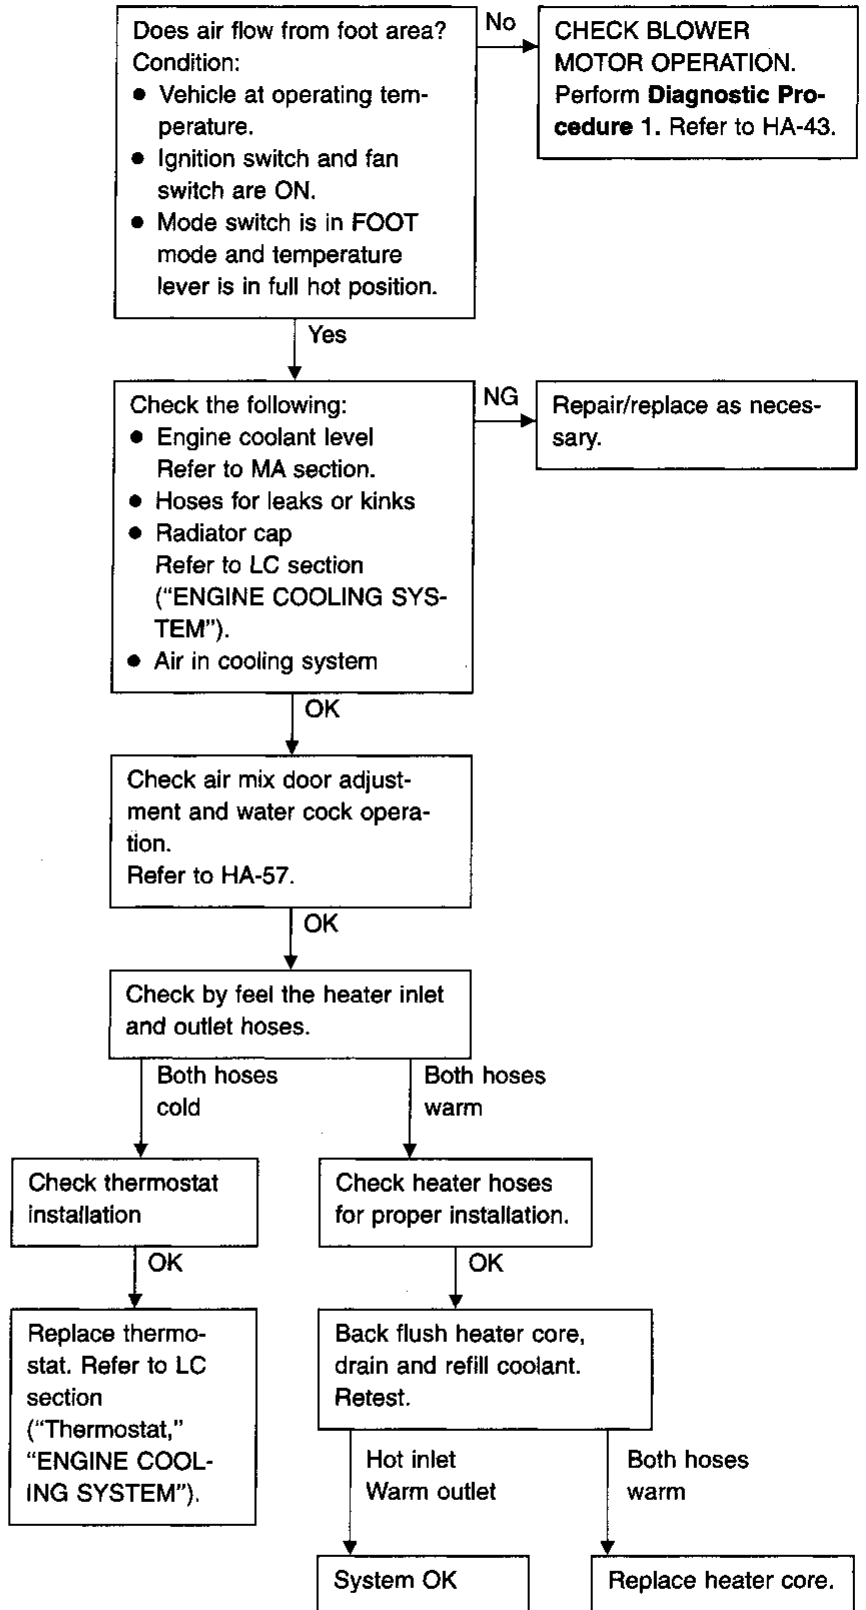 Does air flow from foot area?
Condition:
● Vehicle at operating tem-
perature.
● Ignition switch and fan
switch are ON.
● Mode switch is in FOOT
mode and temperature
lever is in full hot position.
No
CHECK BLOWER
MOTOR OPERATION.
Perform Diagnostic Pro-
cedure 1. Refer to HA-43.
Yes
Check the following:
● Engine coolant level
Refer to MA section.
● Hoses for leaks or kinks
● Radiator cap
Refer to LC section
(“ENGINE COOLING SYS-
TEM”).
● Air in cooling system
NG
Repair/replace as neces-
sary.
OK
Check air mix door adjust-
ment and water cock opera-
tion.
Refer to HA-57.
OK
Check by feel the heater inlet
and outlet hoses.
Both hoses
cold
Both hoses
warm
Check thermostat
installation
Check heater hoses
for proper installation.
OK
OK
Replace thermo-
stat. Refer to LC
section
(“Thermostat,”
“ENGINE COOL-
ING SYSTEM”).
Back flush heater core,
drain and refill coolant.
Retest.
Hot inlet
Warm outlet
Both hoses
warm
System OK
Replace heater core.